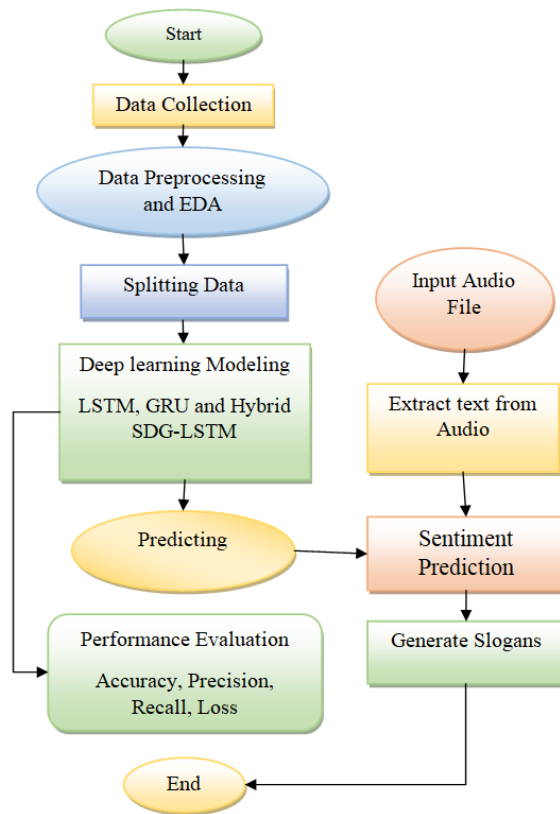 Start
Data Collection
Data Preprocessing
and EDA
Splitting Data
Deep learning Modeling
LSTM, GRU and Hybrid
SDG-LSTM
Predicting
Performance Evaluation
Accuracy, Precision,
Recall, Loss
Input Audio
File
Extract text from
Audio
Sentiment
Prediction
Generate Slogans
End